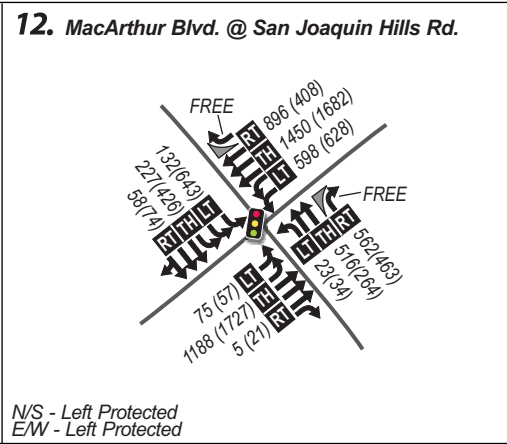 12. MacArthur Blvd. @ San Joaquin Hills Rd.
FREE
RT 896 (408)
TH 1450 (1682)
LT 598 (628)
132(643)
227(426)
58(74)
RT TH LT
FREE
LT TH RT
562(463)
516(264)
23(34)
75 (57) LT
1188 (1727) TH
5 (21) RT
N/S - Left Protected
E/W - Left Protected